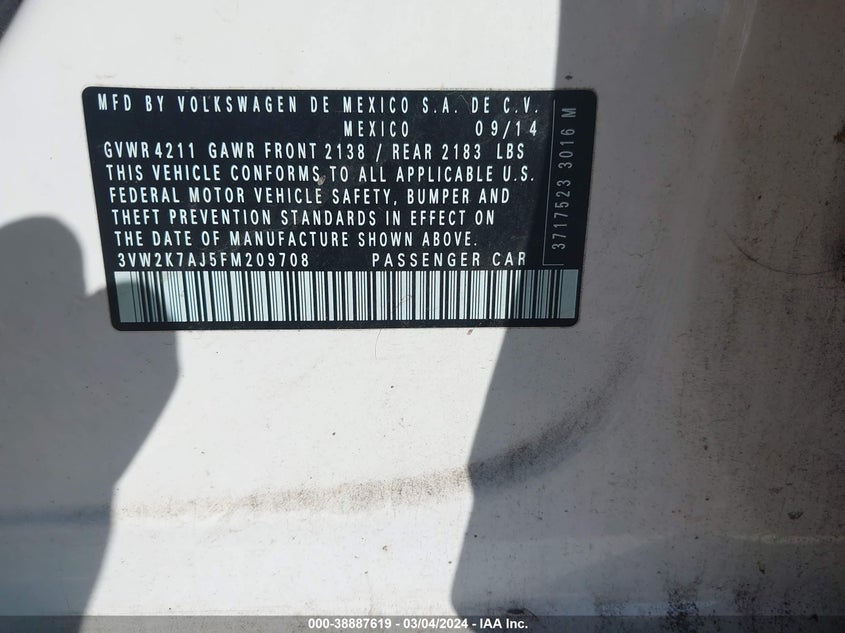 MFD BY VOLKSWAGEN DE MEXICO S.A. DE C.V.
MEXICO 09/14
GVWR 4211 GAWR FRONT 2138 / REAR 2183 LBS
THIS VEHICLE CONFORMS TO ALL APPLICABLE U.S.
FEDERAL MOTOR VEHICLE SAFETY, BUMPER AND
THEFT PREVENTION STANDARDS IN EFFECT ON
THE DATE OF MANUFACTURE SHOWN ABOVE.
3VW2K7AJ5FM209708 PASSENGER CAR
3717523 3016 M
000-38887619 - 03/04/2024 - IAA Inc.